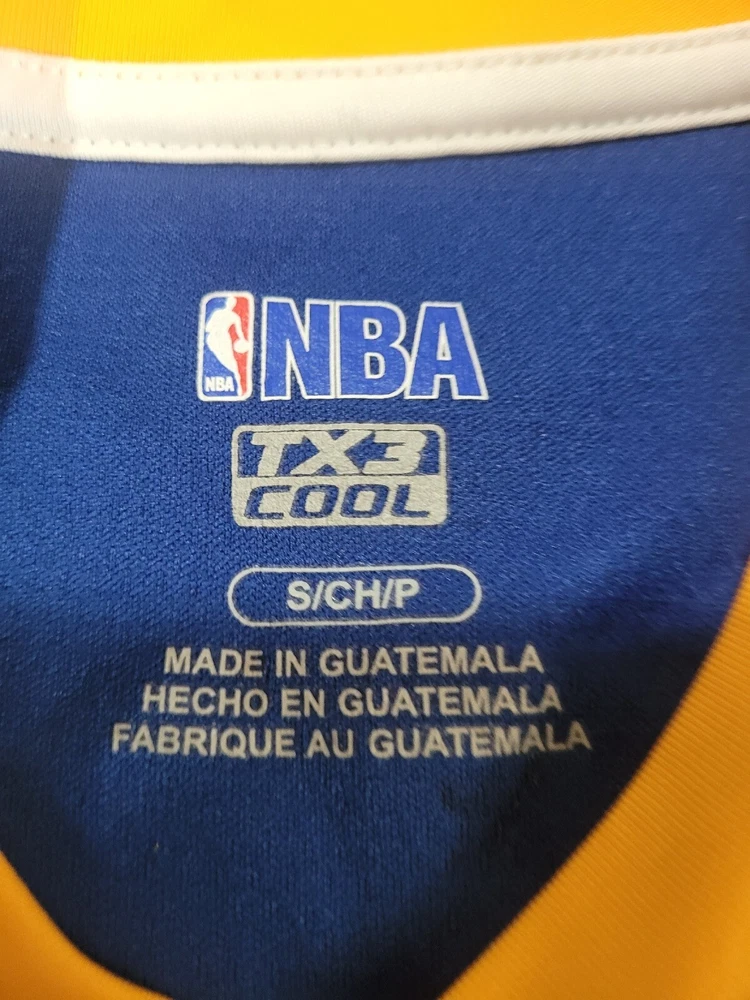 NBA
NBA
TX3
COOL
S/CH/P
MADE IN GUATEMALA
HECHO EN GUATEMALA
FABRIQUE AU GUATEMALA